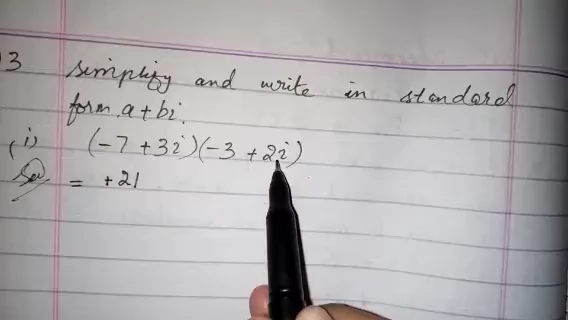 3 Simplify and write in standard
form a+bi.
(i) (-7 + 3i)(-3 + 2i)
Sol = +21